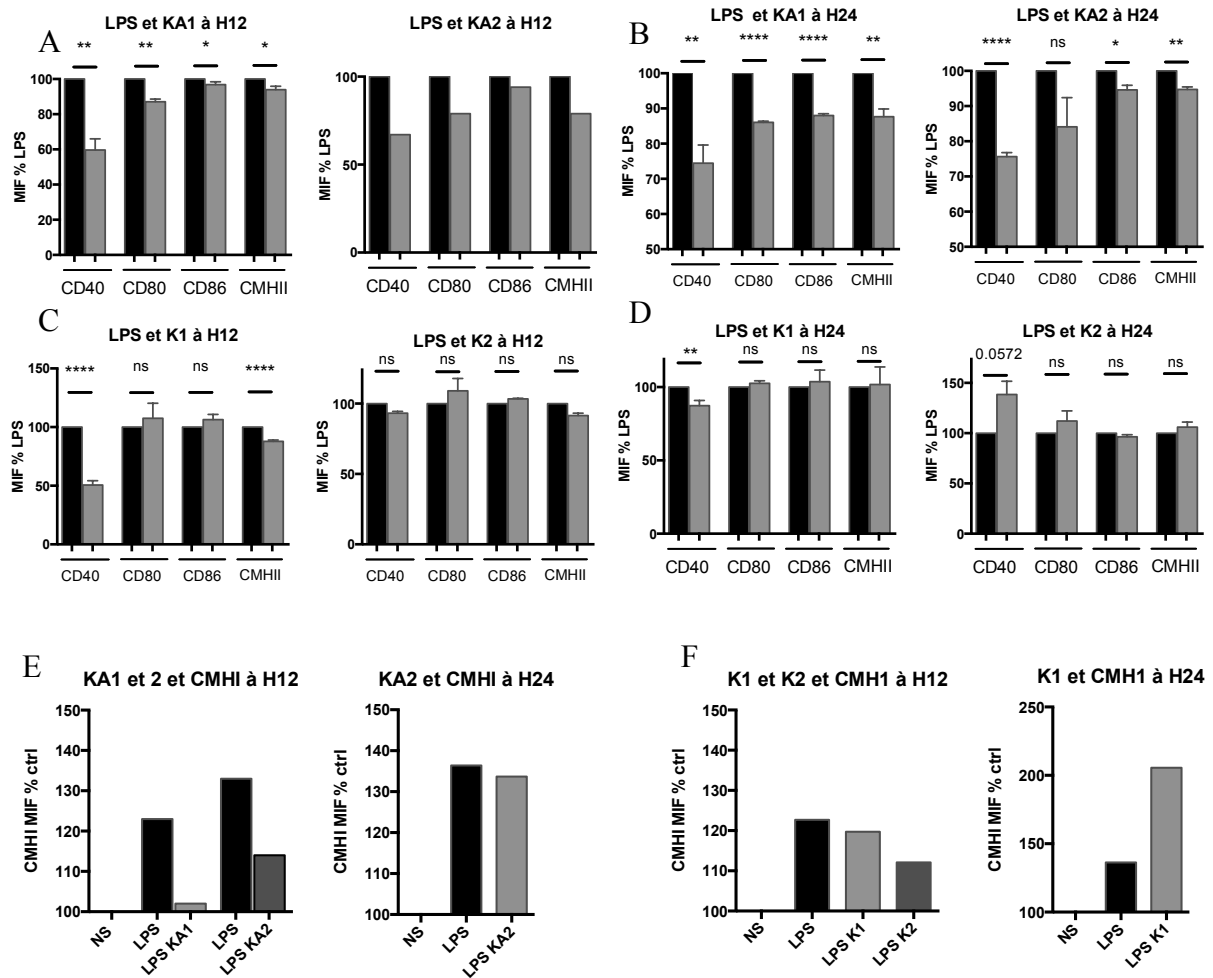 A
LPS et KA1 à H12
** ** * *
MIF % LPS
100
80
60
40
20
0
CD40 CD80 CD86 CMHII
LPS et KA2 à H12
MIF % LPS
100
50
0
CD40 CD80 CD86 CMHII
B
LPS et KA1 à H24
** **** **** **
MIF % LPS
100
90
80
70
60
50
CD40 CD80 CD86 CMHII
LPS et KA2 à H24
**** ns * **
MIF % LPS
100
90
80
70
60
50
CD40 CD80 CD86 CMHII
C
LPS et K1 à H12
**** ns ns ****
MIF % LPS
150
100
50
0
CD40 CD80 CD86 CMHII
LPS et K2 à H12
ns ns ns ns
MIF % LPS
100
50
0
CD40 CD80 CD86 CMHII
D
LPS et K1 à H24
** ns ns ns
MIF % LPS
100
50
0
CD40 CD80 CD86 CMHII
LPS et K2 à H24
0.0572 ns ns ns
MIF % LPS
150
100
50
0
CD40 CD80 CD86 CMHII
E
KA1 et 2 et CMHI à H12
CMHI MIF % ctrl
150
140
130
120
110
100
NS LPS LPS KA1 LPS LPS KA2
KA2 et CMHI à H24
CMHI MIF % ctrl
150
140
130
120
110
100
NS LPS LPS KA2
F
K1 et K2 et CMH1 à H12
CMHI MIF % ctrl
150
140
130
120
110
100
NS LPS LPS K1 LPS K2
K1 et CMH1 à H24
CMHI MIF % ctrl
250
200
150
100
NS LPS LPS K1